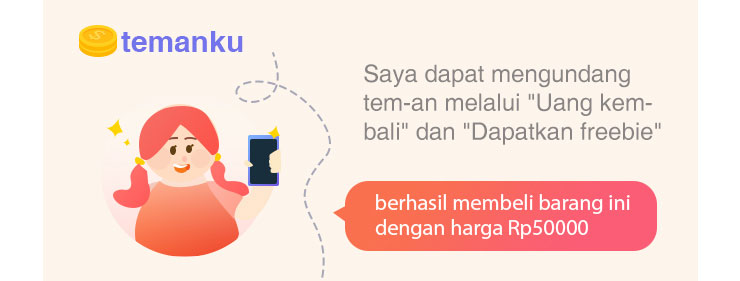 temanku
Saya dapat mengundang
tem-an melalui "Uang kem-
bali" dan "Dapatkan freebie"
berhasil membeli barang ini
dengan harga Rp50000